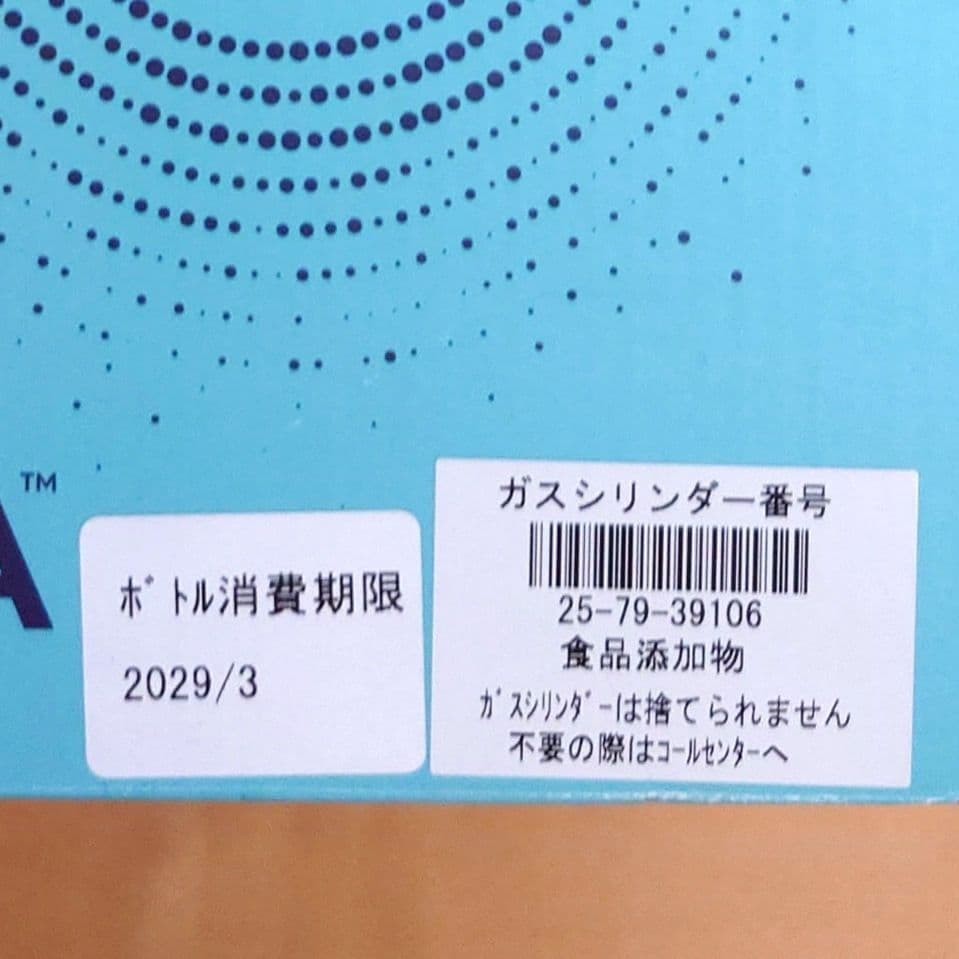 A™
ﾎﾞﾄﾙ消費期限
2029/3
ガスシリンダー番号
25-79-39106
食品添加物
ｶﾞｽｼﾘﾝﾀﾞｰは捨てられません
不要の際はｺｰﾙｾﾝﾀｰへ